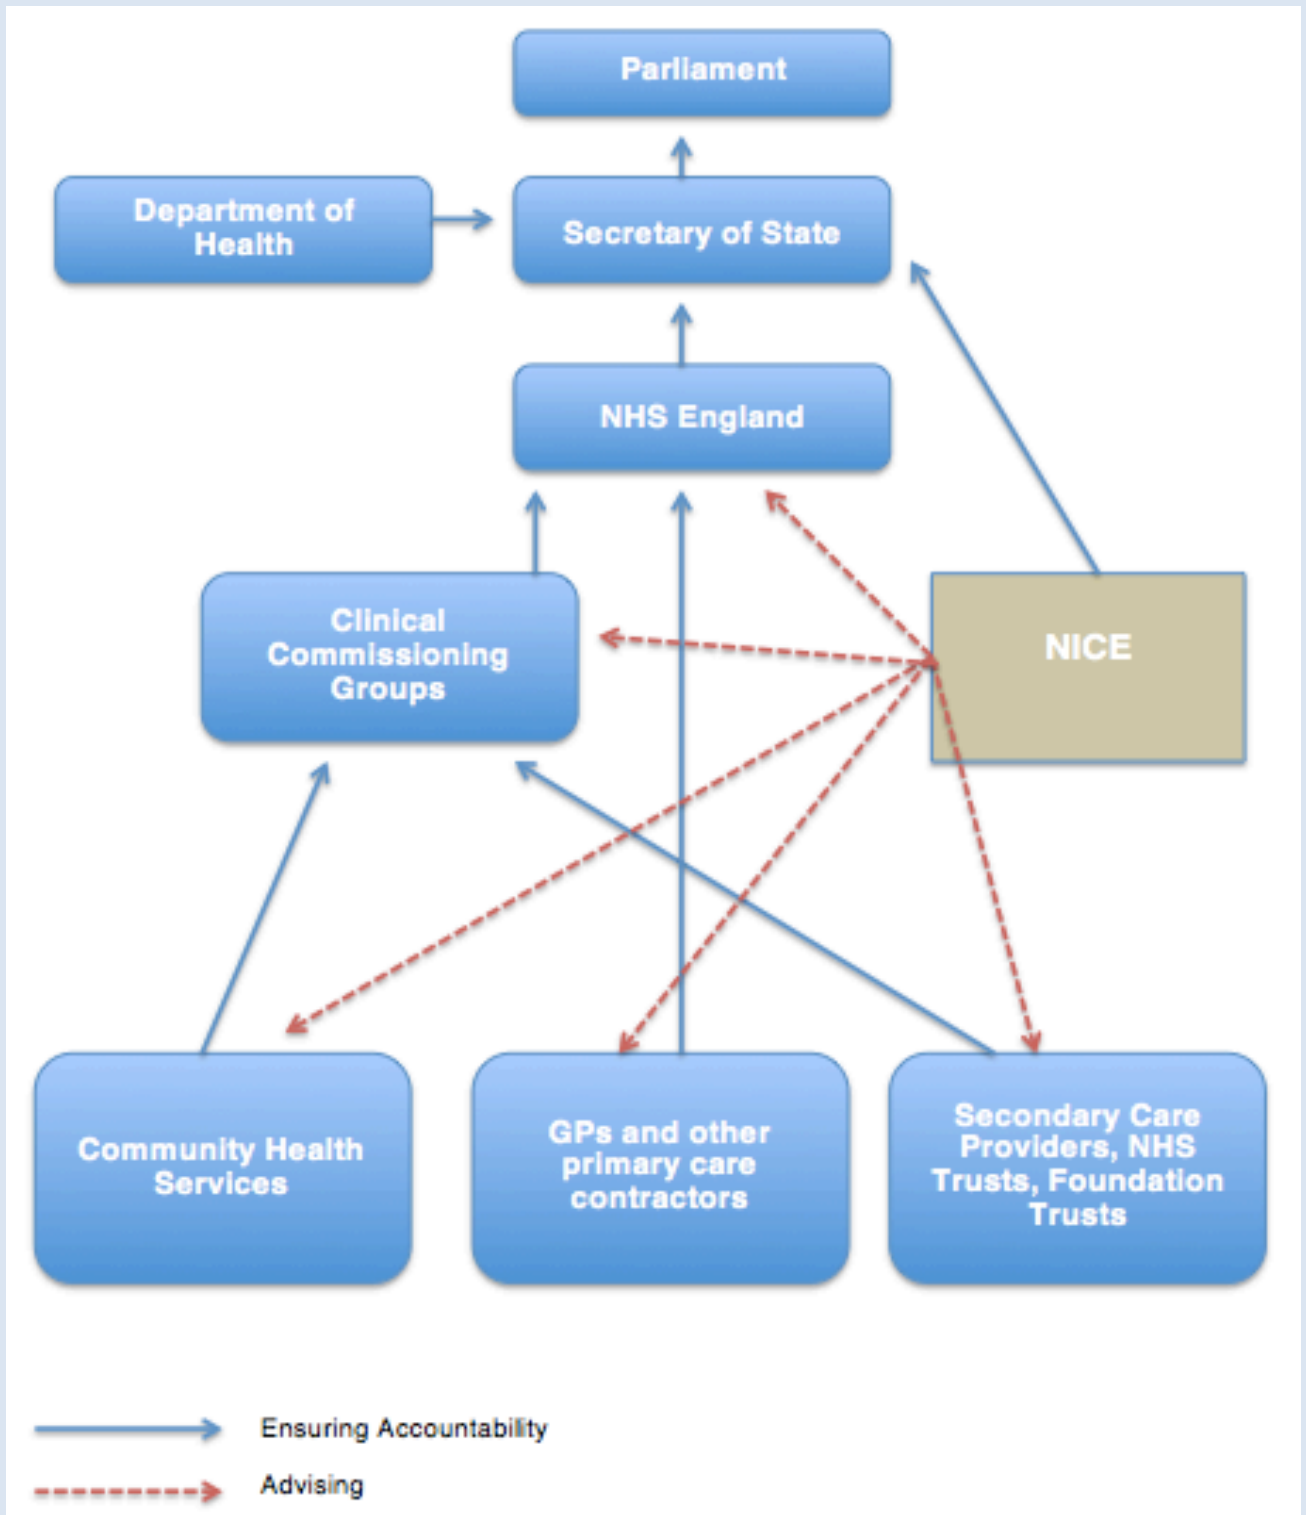 Parliament
Department of
Health
Secretary of State
NHS England
Clinical
Commissioning
Groups
NICE
Community Health
Services
GPs and other
primary care
contractors
Secondary Care
Providers, NHS
Trusts, Foundation
Trusts
Ensuring Accountability
Advising